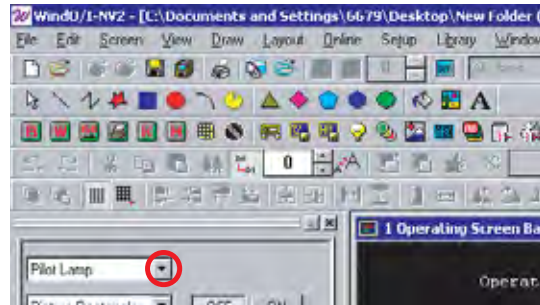 WindO/I-NV2 - [C:\Documents and Settings\6679\Desktop\New Folder (
File Edit Screen View Draw Layout Online Setup Library Window
A
0
1 Operating Screen Ba
Pilot Lamp
Operat
OFF ON